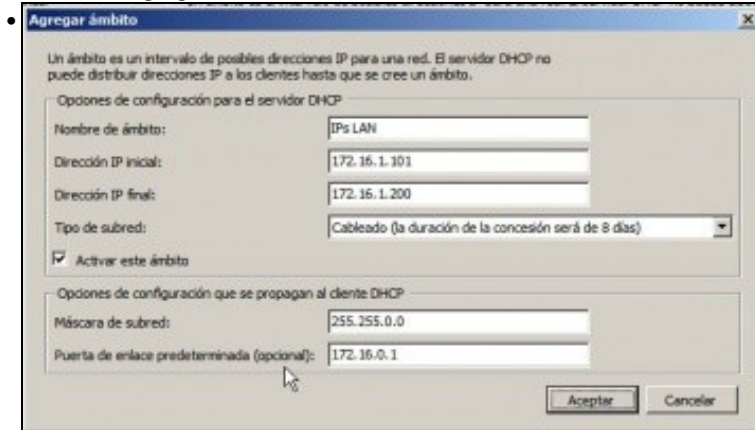 Agregar ámbito
Un ámbito es un intervalo de posibles direcciones IP para una red. El servidor DHCP no
puede distribuir direcciones IP a los clientes hasta que se cree un ámbito.
Opciones de configuración para el servidor DHCP
Nombre de ámbito: IPs LAN
Dirección IP inicial: 172.16.1.101
Dirección IP final: 172.16.1.200
Tipo de subred: Cableado (la duración de la concesión será de 8 días)
Activar este ámbito
Opciones de configuración que se propagan al cliente DHCP
Máscara de subred: 255.255.0.0
Puerta de enlace predeterminada (opcional): 172.16.0.1
Aceptar Cancelar